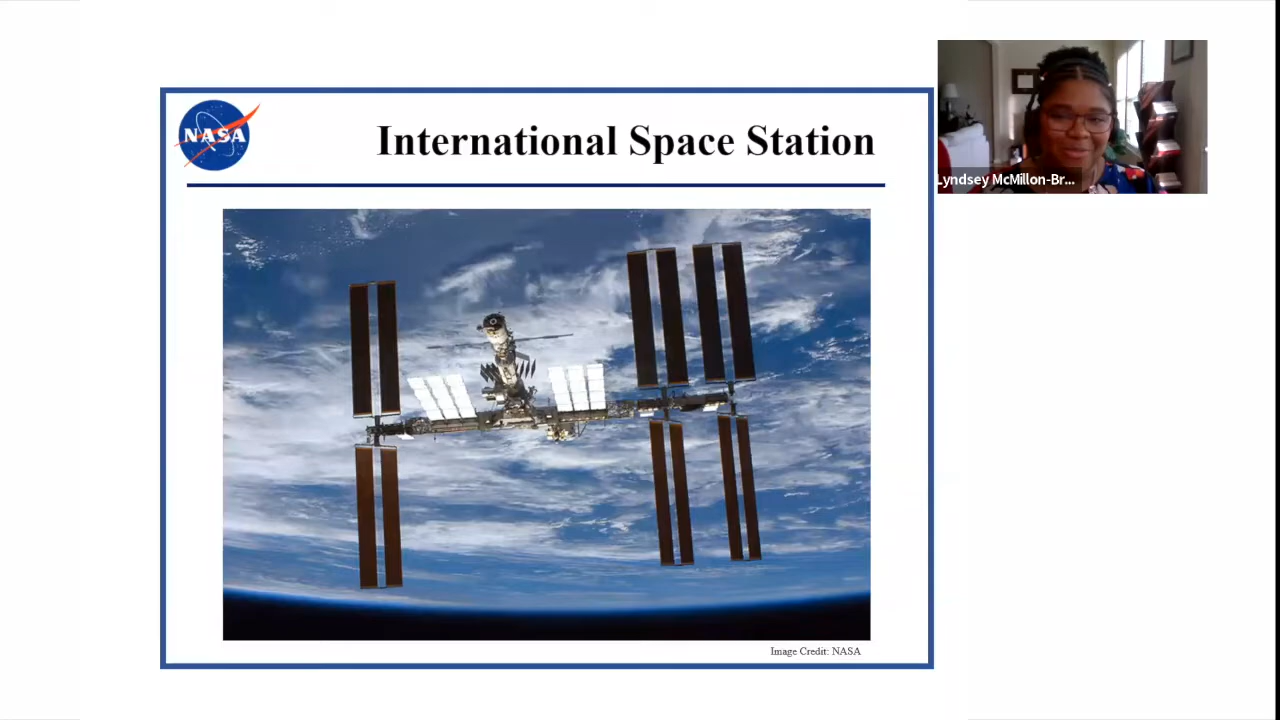 NASA
International Space Station
Lyndsey McMillon-Br...
Image Credit: NASA